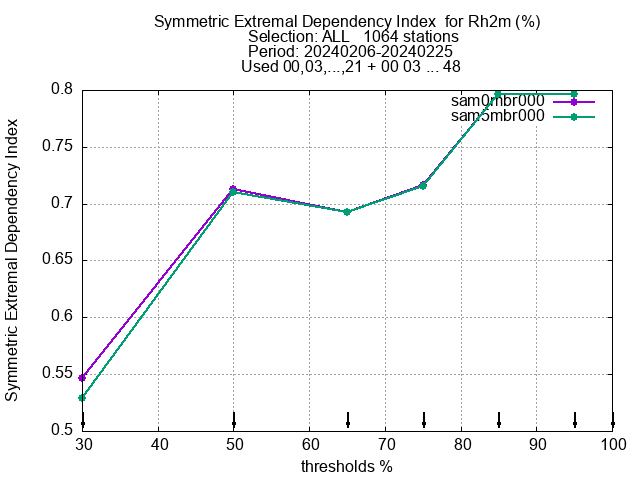 Symmetric Extremal Dependency Index  for Rh2m (%)
Selection: ALL   1064 stations
Period: 20240206-20240225
Used 00,03,...,21 + 00 03 ... 48
Symmetric Extremal Dependency Index
0.8
0.75
0.7
0.65
0.6
0.55
0.5
sam0mbr000
sam5mbr000
30 40 50 60 70 80 90 100
thresholds %